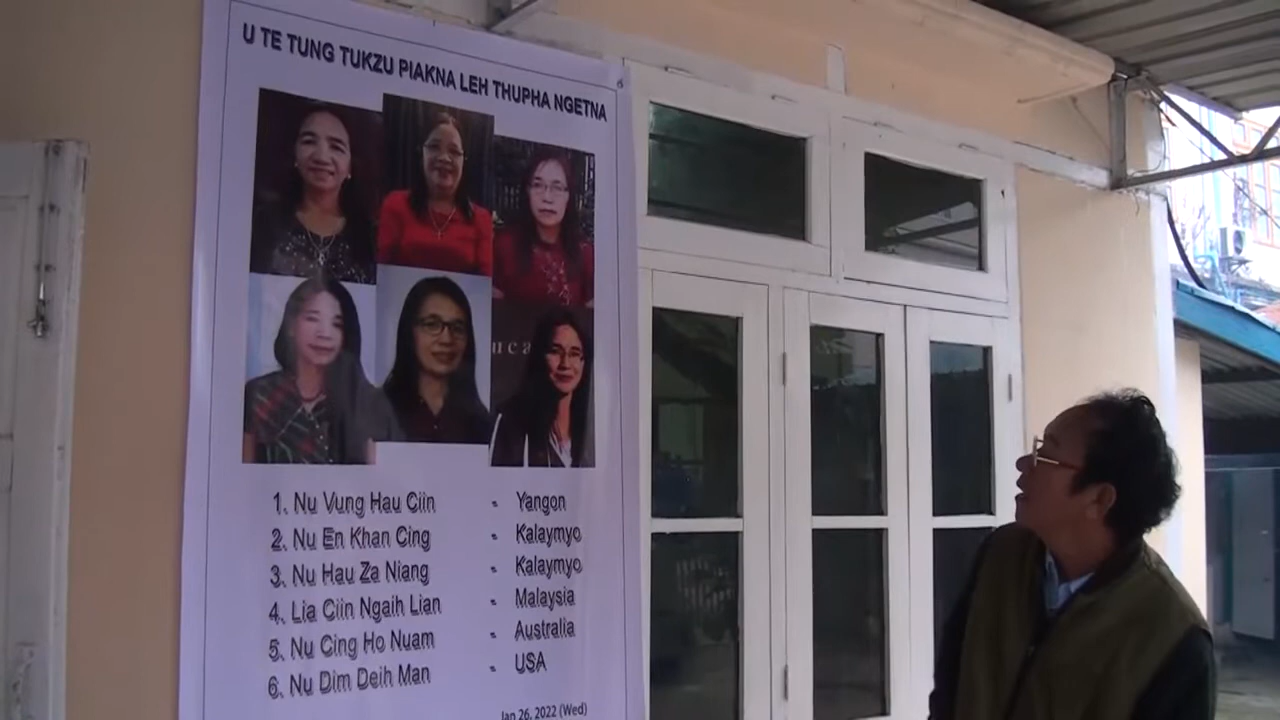 U TE TUNG TUKZU PIAKNA LEH THUPHA NGETNA
uca
1. Nu Vung Hau Ciin - Yangon
2. Nu En Khan Cing - Kalaymyo
3. Nu Hau Za Niang - Kalaymyo
4. Lia Ciin Ngaih Lian - Malaysia
5. Nu Cing Ho Nuam - Australia
6. Nu Dim Deih Man - USA
Jan 26, 2022 (Wed)